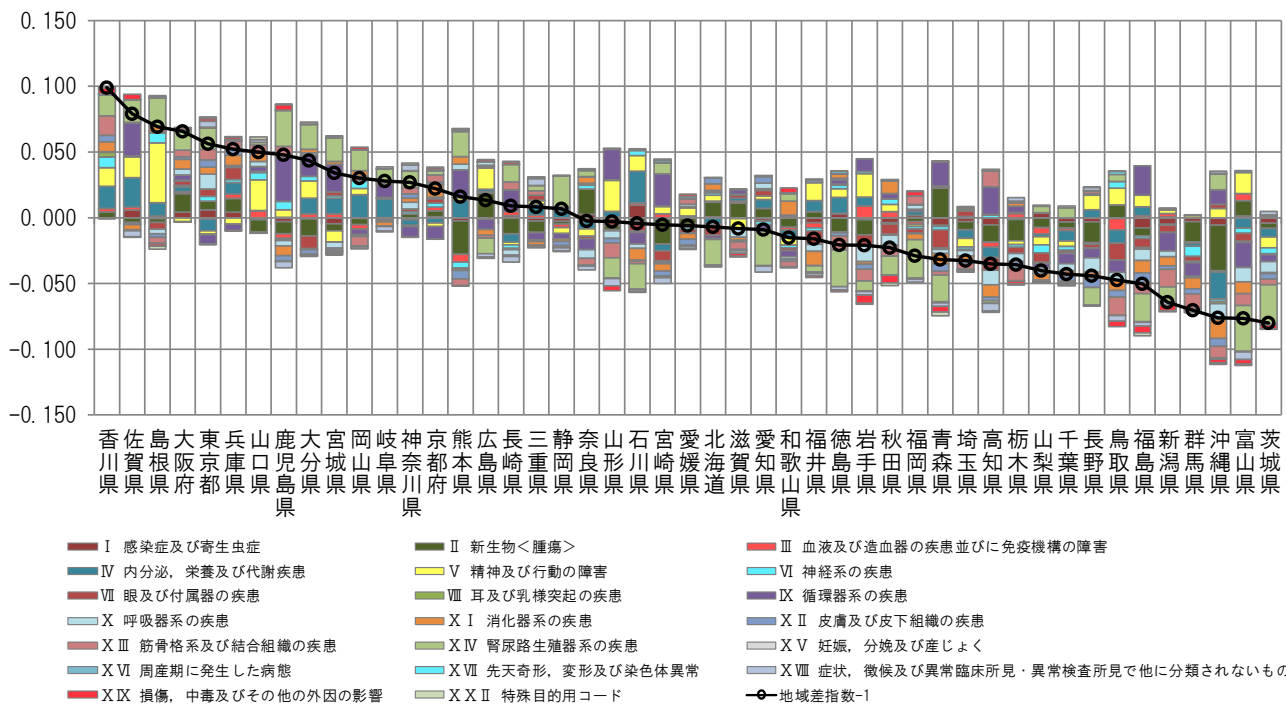 0.150
0.100
0.050
0.000
-0.050
-0.100
-0.150
香川県
佐賀県
島根県
大阪府
東京都
兵庫県
山口県
鹿児島県
大分県
宮城県
岡山県
岐阜県
神奈川県
京都府
熊本県
広島県
長崎県
三重県
静岡県
奈良県
山形県
石川県
宮崎県
愛媛県
北海道
滋賀県
愛知県
和歌山県
福井県
徳島県
岩手県
秋田県
福岡県
青森県
埼玉県
高知県
栃木県
山梨県
千葉県
長野県
鳥取県
福島県
新潟県
群馬県
沖縄県
富山県
茨城県
Ⅰ 感染症及び寄生虫症
Ⅱ 新生物＜腫瘍＞
Ⅲ 血液及び造血器の疾患並びに免疫機構の障害
Ⅳ 内分泌，栄養及び代謝疾患
Ⅴ 精神及び行動の障害
Ⅵ 神経系の疾患
Ⅶ 眼及び付属器の疾患
Ⅷ 耳及び乳様突起の疾患
Ⅸ 循環器系の疾患
Ⅹ 呼吸器系の疾患
ⅩⅠ 消化器系の疾患
ⅩⅡ 皮膚及び皮下組織の疾患
ⅩⅢ 筋骨格系及び結合組織の疾患
ⅩⅣ 腎尿路生殖器系の疾患
ⅩⅤ 妊娠，分娩及び産じょく
ⅩⅥ 周産期に発生した病態
ⅩⅦ 先天奇形，変形及び染色体異常
ⅩⅧ 症状，徴候及び異常臨床所見・異常検査所見で他に分類されないもの
ⅩⅨ 損傷，中毒及びその他の外因の影響
ⅩⅩⅡ 特殊目的用コード
地域差指数-1